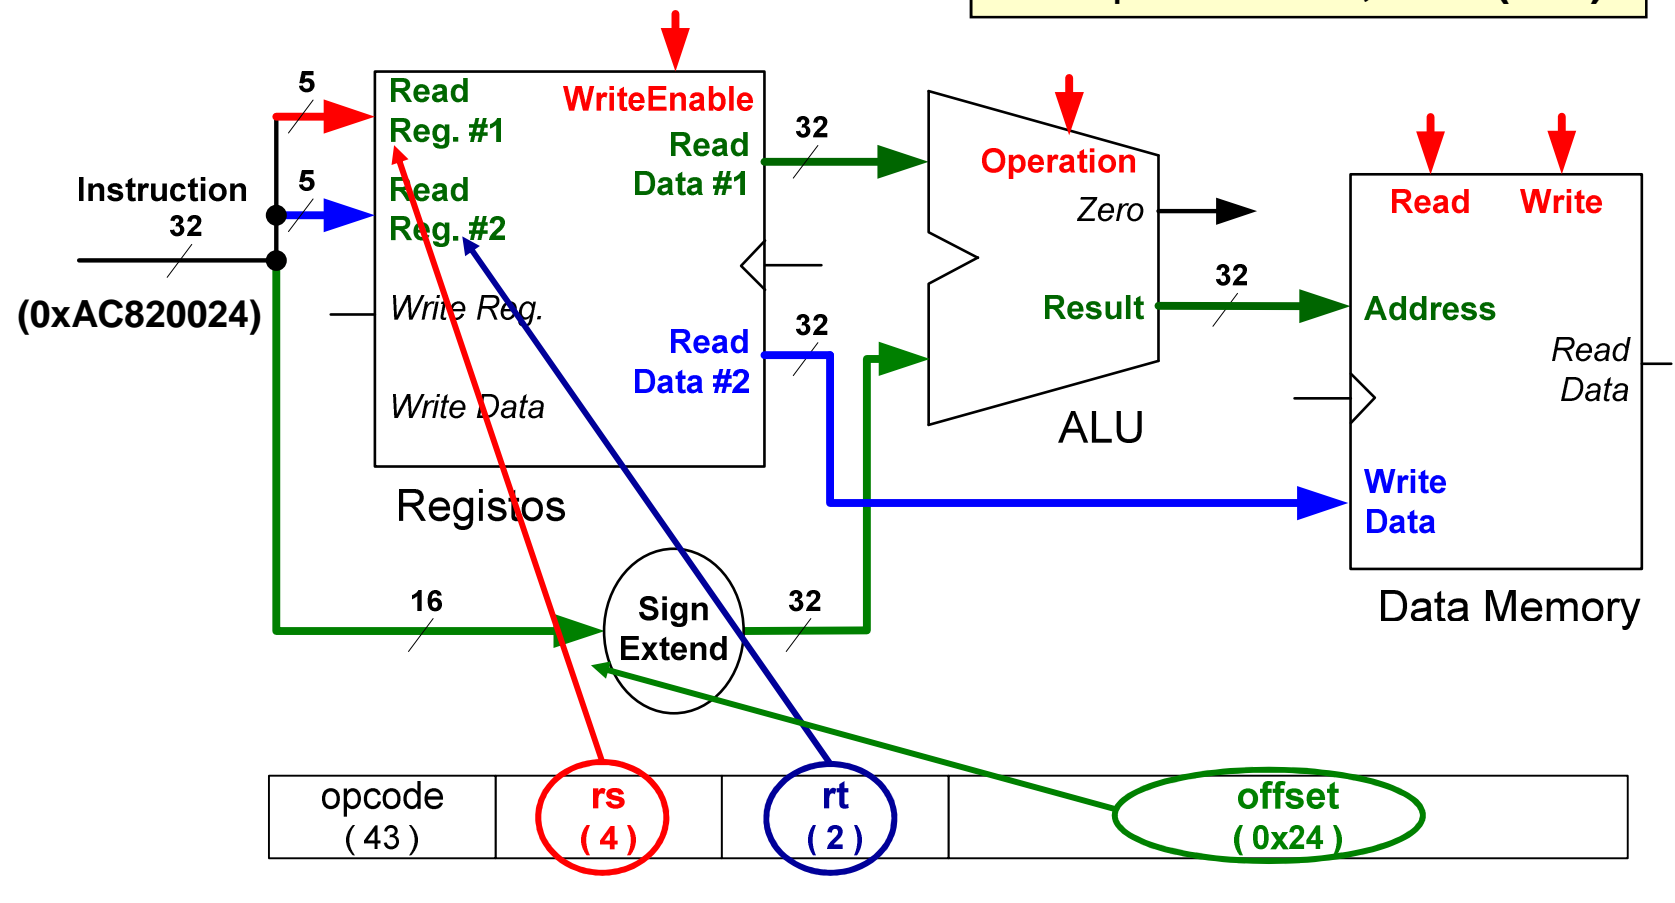 5
Read
Reg. #1
WriteEnable
Read
Data #1
32
Operation
Zero
Read
Write
Instruction
32
(0xAC820024)
5
Read
Reg. #2
Write Reg.
Write Data
Read
Data #2
32
Result
32
ALU
Address
Read
Data
Write
Data
Registos
Data Memory
16
Sign
Extend
32
opcode
( 43 )
rs
( 4 )
rt
( 2 )
offset
( 0x24 )